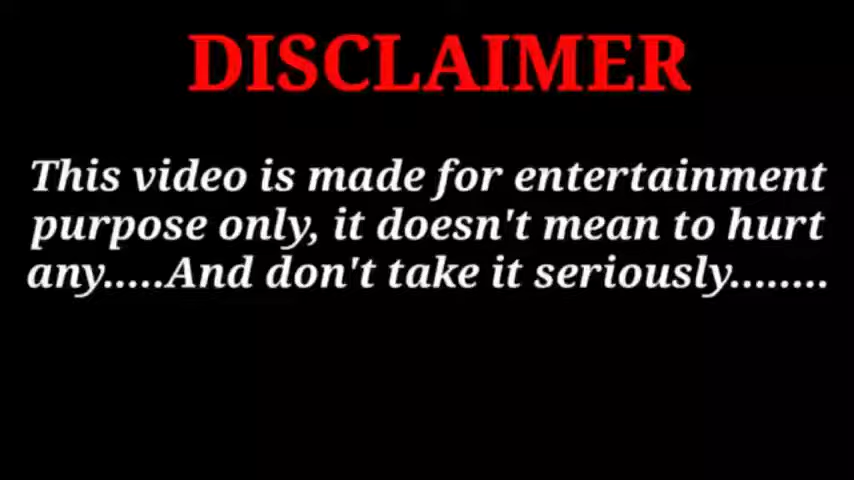 DISCLAIMER
This video is made for entertainment
purpose only, it doesn't mean to hurt
any.....And don't take it seriously........